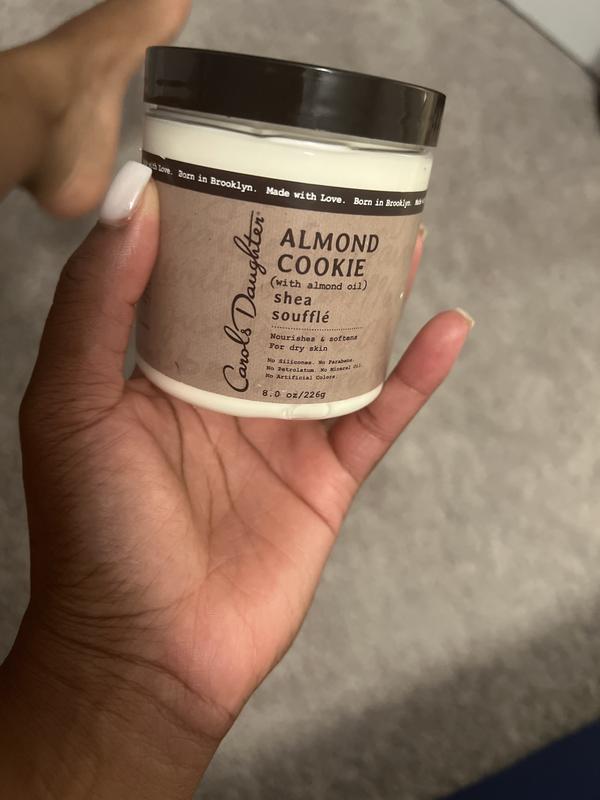 with Love. Born in Brooklyn. Made with Love. Born in Brooklyn.
Carol's Daughter
ALMOND
COOKIE
(with almond oil)
shea
soufflé
Nourishes & softens
For dry skin
No Silicones. No Parabens.
No Petrolatum. No Mineral Oil.
No Artificial Colors.
8.0 oz/226g